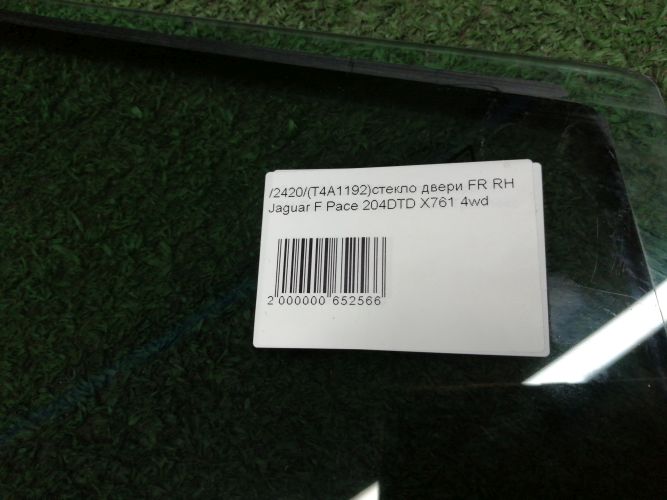 /2420/(T4A1192)стекло двери FR RH
Jaguar F Pace 204DTD X761 4wd
2 000000 652566